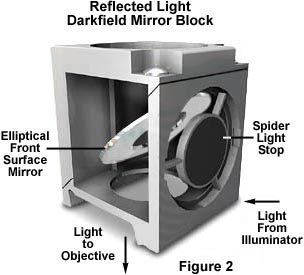 Reflected Light
Darkfield Mirror Block
Elliptical
Front
Surface
Mirror
Spider
Light
Stop
Light
to
Objective
Light
From
Illuminator
Figure 2